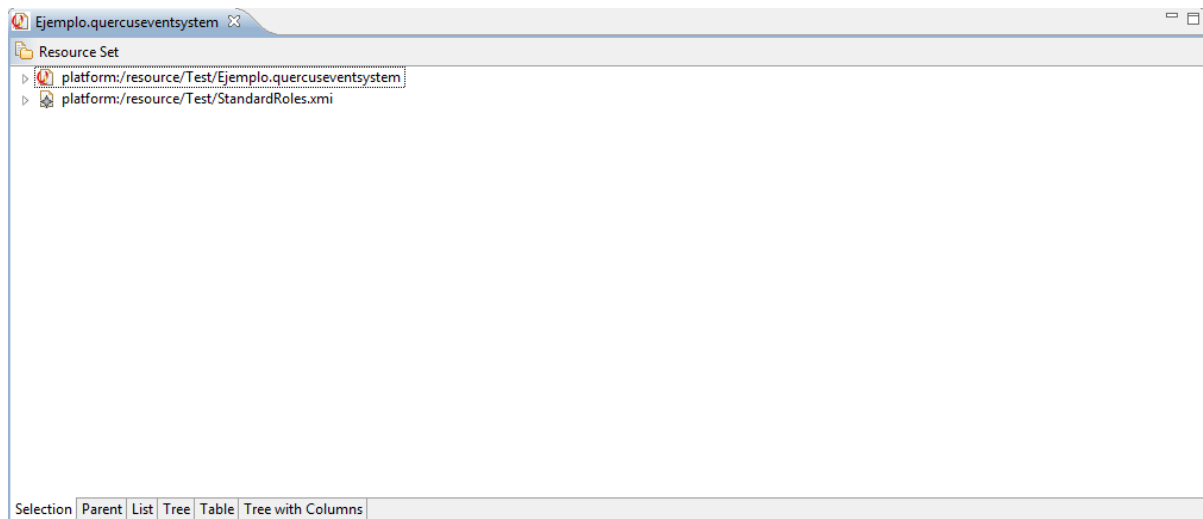 Ejemplo.quercuseventsystem
Resource Set
platform:/resource/Test/Ejemplo.quercuseventsystem
platform:/resource/Test/StandardRoles.xmi
Selection Parent List Tree Table Tree with Columns